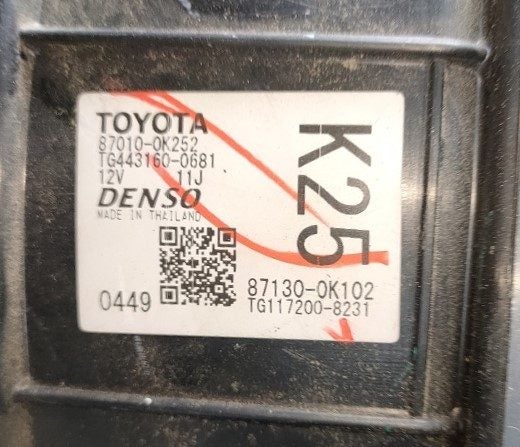 TOYOTA
87010-0K252
TG443160-0681
12V 11J
DENSO
MADE IN THAILAND
K25
0449
87130-0K102
TG117200-8231